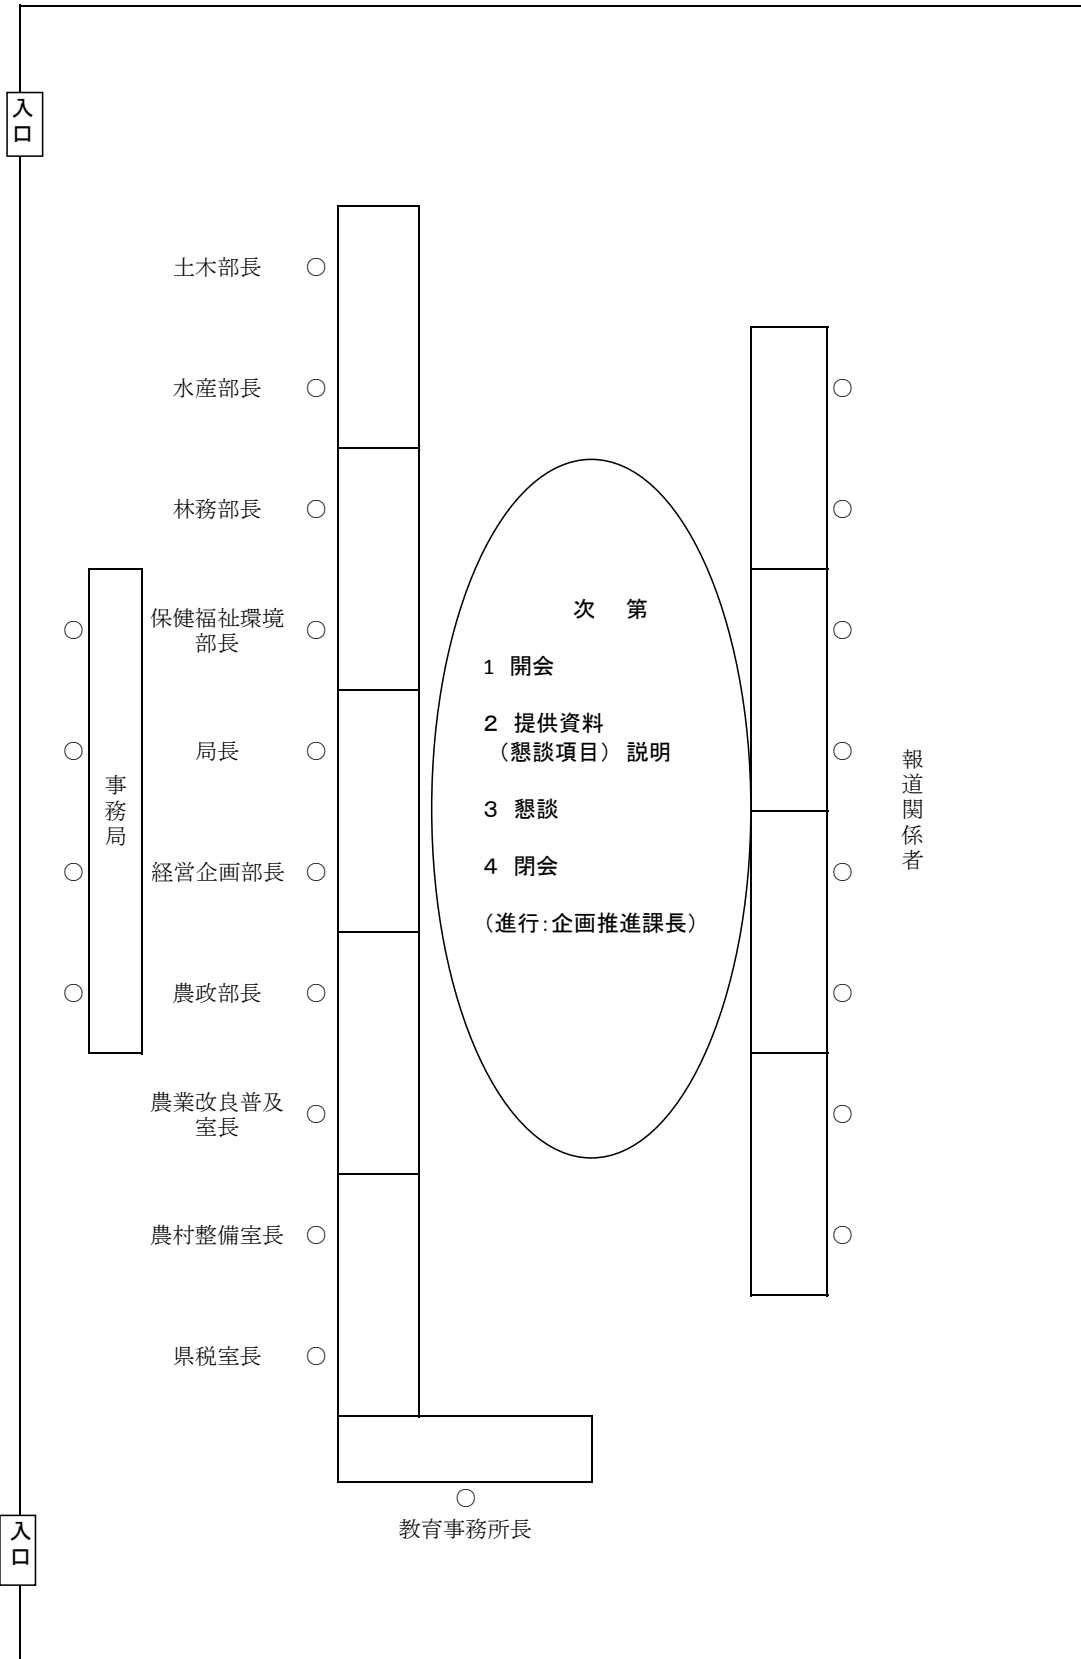 入口
土木部長 ○
水産部長 ○
○
林務部長 ○
○
○
保健福祉環境
部長
○
○
○
局長 ○
○
○
経営企画部長 ○
○
○
農政部長 ○
○
農業改良普及
室長
○
○
農村整備室長 ○
○
県税室長 ○
事務局
次 第
1 開会
2 提供資料
（懇談項目） 説明
3 懇談
4 閉会
（進行：企画推進課長）
報道関係者
○
教育事務所長
入口